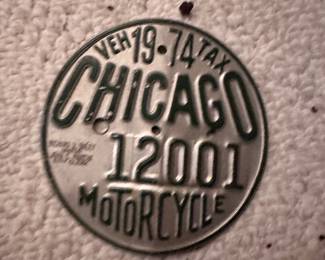 VEH 19•74 TAX
CHICAGO
12001
MOTORCYCLE